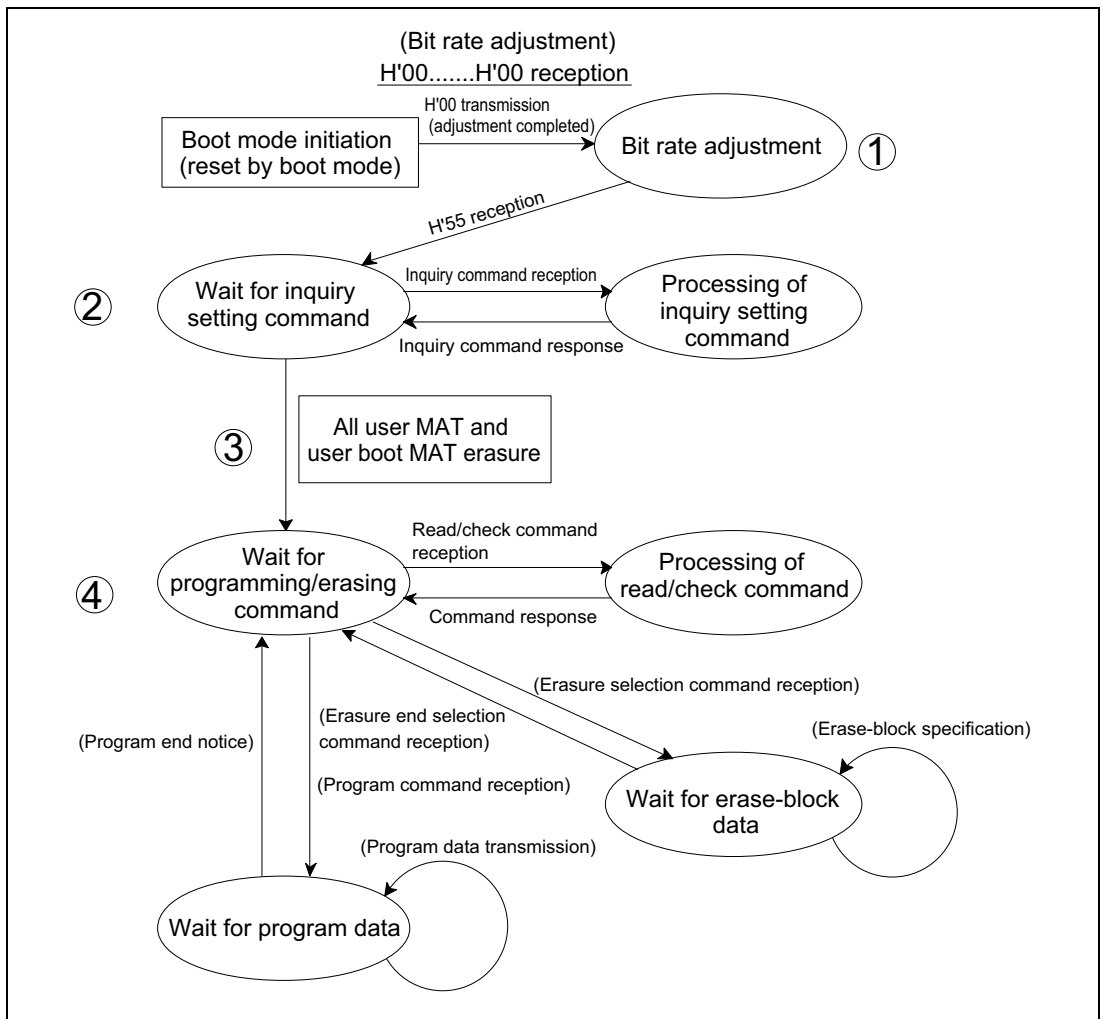 (Bit rate adjustment)
H'00.......H'00 reception
H'00 transmission
(adjustment completed)
Boot mode initiation
(reset by boot mode)
Bit rate adjustment
1
H'55 reception
2
Wait for inquiry
setting command
Inquiry command reception
Inquiry command response
Processing of
inquiry setting
command
3
All user MAT and
user boot MAT erasure
4
Wait for
programming/erasing
command
Read/check command
reception
Command response
Processing of
read/check command
(Erasure selection command reception)
(Program end notice)
(Erasure end selection
command reception)
(Program command reception)
(Erase-block specification)
Wait for erase-block
data
(Program data transmission)
Wait for program data